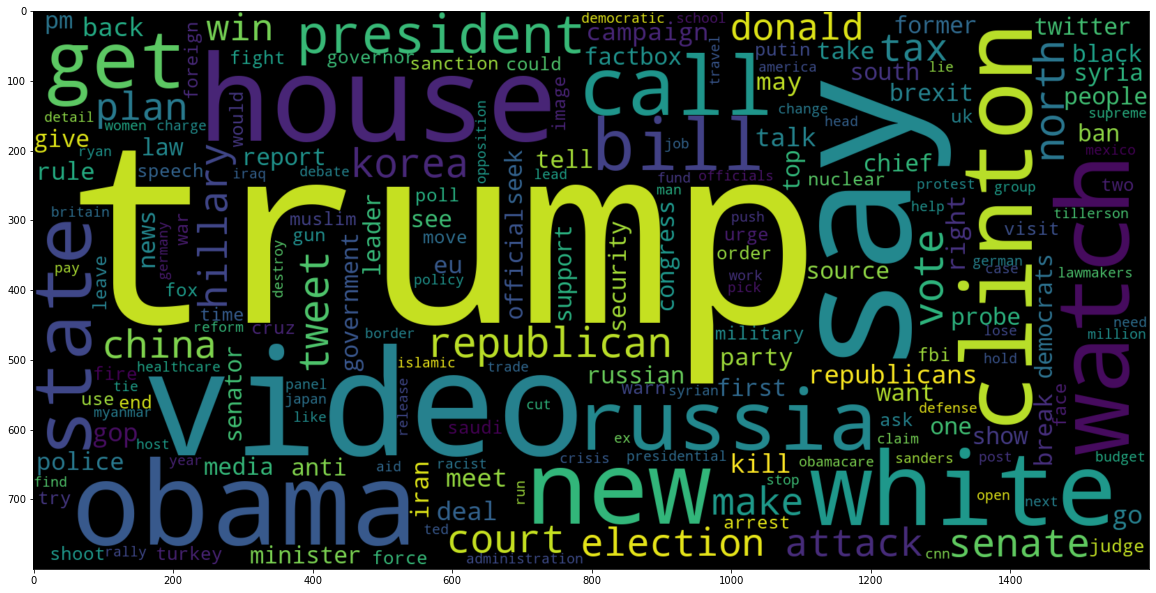 0
100
200
300
400
500
600
700
0
200
400
600
800
1000
1200
1400
pm
back
foreign
win
president
democratic
school
campaign
donald
former
twitter
get
fight
governor
sanction
could
factbox
travel
putin
take
tax
america
may
south
lie
black
syria
plan
house
image
call
brexit
people
detail
women
charge
would
opposition
bill
job
talk
change
head
uk
north
supreme
ban
give
ryan
law
report
debate
korea
tell
top
chief
say
clinton
mexico
rule
speech
iraq
lead
seek
fund
officials
man
nuclear
protest
group
two
watch
trump
hillary
britain
news
war
germany
muslim
gun
poll
see
move
leader
official
support
security
congress
push
urge
order
work
pick
source
help
right
visit
tillerson
state
leave
pay
fox
destroy
tweet
government
eu
policy
vote
german
case
lawmakers
time
reform
cruz
border
military
probe
lose
need
million
democrats
china
republican
party
fbi
hold
fire
healthcare
senator
panel
islamic
trade
russian
warn
syrian
first
republicans
want
tie
use
end
myanmar
video
japan
like
release
cut
russia
defense
face
gop
host
saudi
ex
ask
one
show
break
claim
police
year
media
anti
aid
racist
meet
crisis
presidential
kill
obamacare
sanders
post
budget
find
try
obama
iran
run
new
stop
make
white
open
next
go
deal
ted
court
arrest
shoot
rally
turkey
minister
force
administration
election
attack
cnn
senate
judge